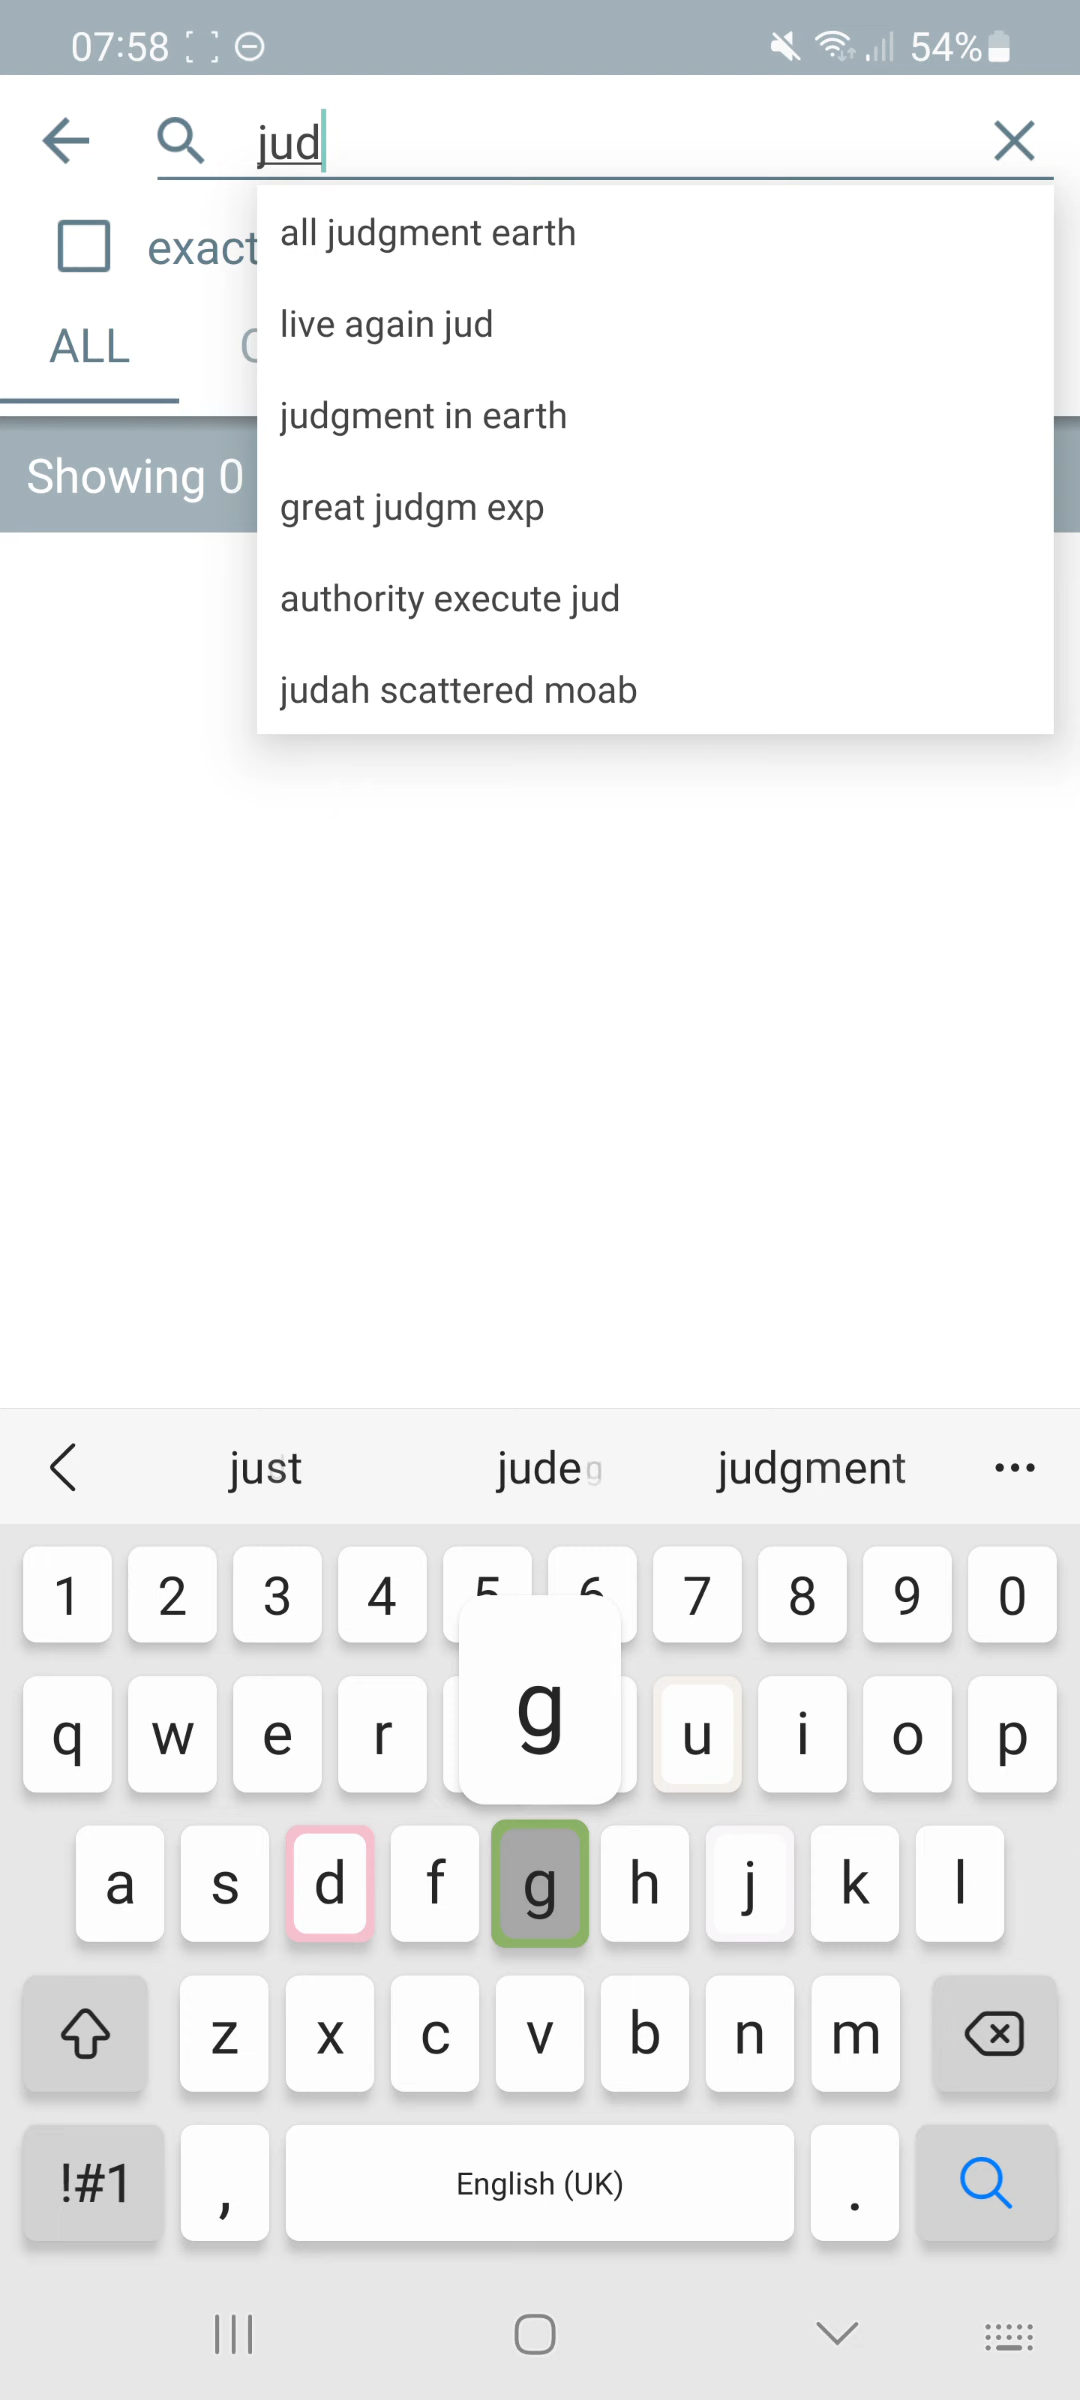 07:58 54%
jud
all judgment earth
exact
live again jud
ALL
judgment in earth
Showing 0
great judgm exp
authority execute jud
judah scattered moab
just jude judgment
1 2 3 4 5 6 7 8 9 0
q w e r g u i o p
a s d f g h j k l
z x c v b n m
!#1 , English (UK) .